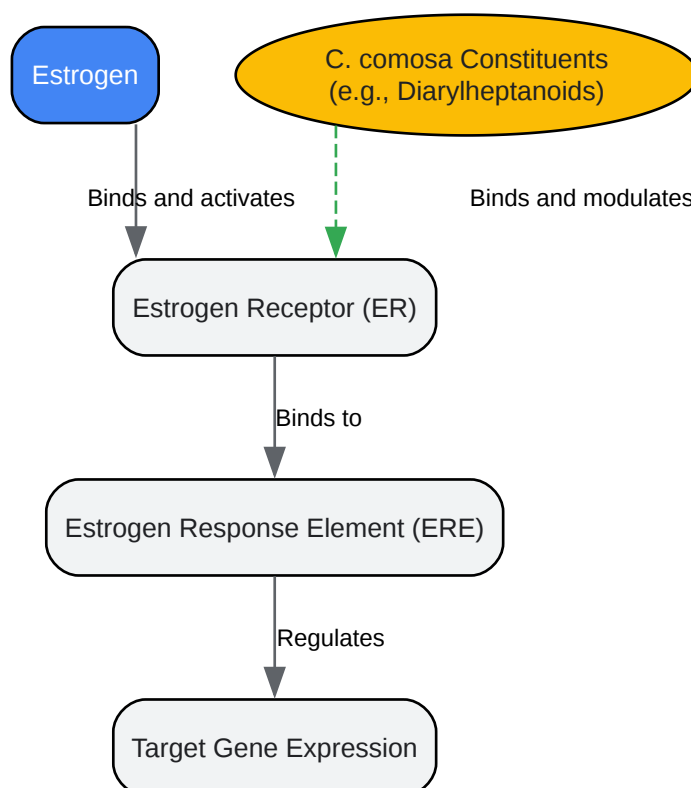 Estrogen
C. comosa Constituents
(e.g., Diarylheptanoids)
Binds and activates
Binds and modulates
Estrogen Receptor (ER)
Binds to
Estrogen Response Element (ERE)
Regulates
Target Gene Expression